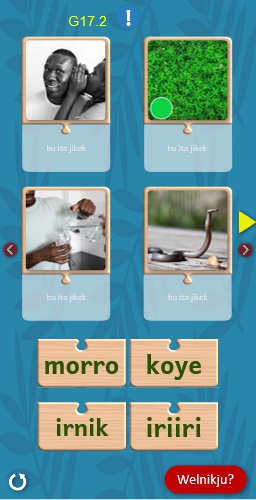 G17.2 !
bu ita jikek
bu ita jikek
bu ita jikek
bu ita jikek
morro
koye
irnik
iriiri
Welnikju?